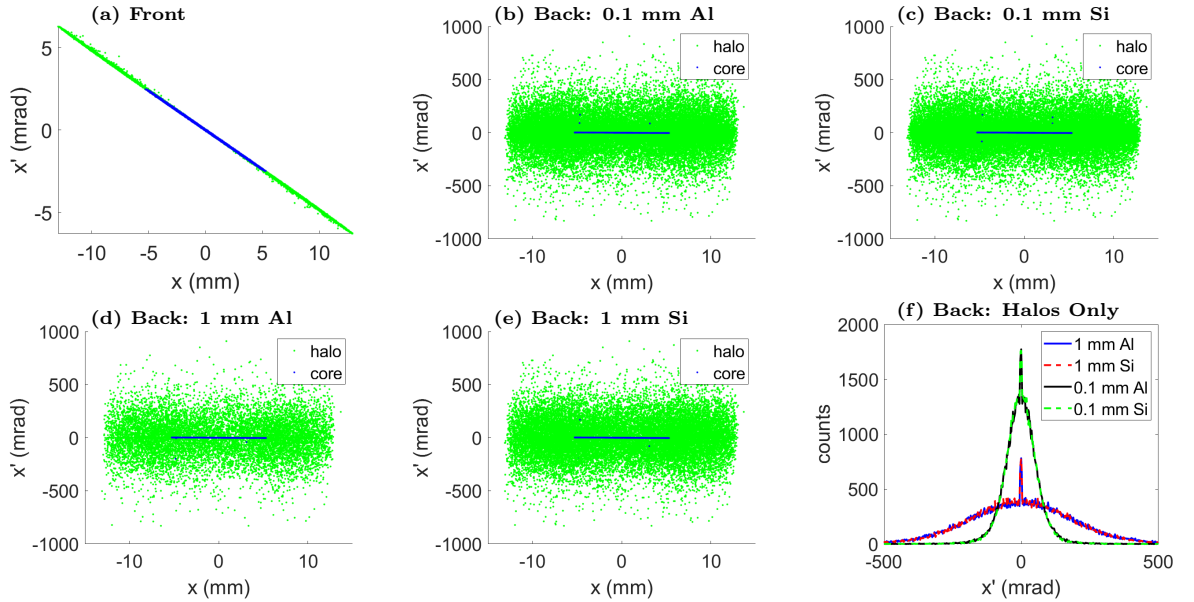 (a) Front
5
0
-5
x' (mrad)
-10
-5
0
5
10
x (mm)
(b) Back: 0.1 mm Al
1000
500
0
-500
-1000
x' (mrad)
halo
core
-10
0
10
x (mm)
(c) Back: 0.1 mm Si
1000
500
0
-500
-1000
x' (mrad)
halo
core
-10
0
10
x (mm)
(d) Back: 1 mm Al
1000
500
0
-500
-1000
x' (mrad)
halo
core
-10
0
10
x (mm)
(e) Back: 1 mm Si
1000
500
0
-500
-1000
x' (mrad)
halo
core
-10
0
10
x (mm)
(f) Back: Halos Only
2000
1500
1000
500
0
counts
1 mm Al
1 mm Si
0.1 mm Al
0.1 mm Si
-500
0
500
x' (mrad)